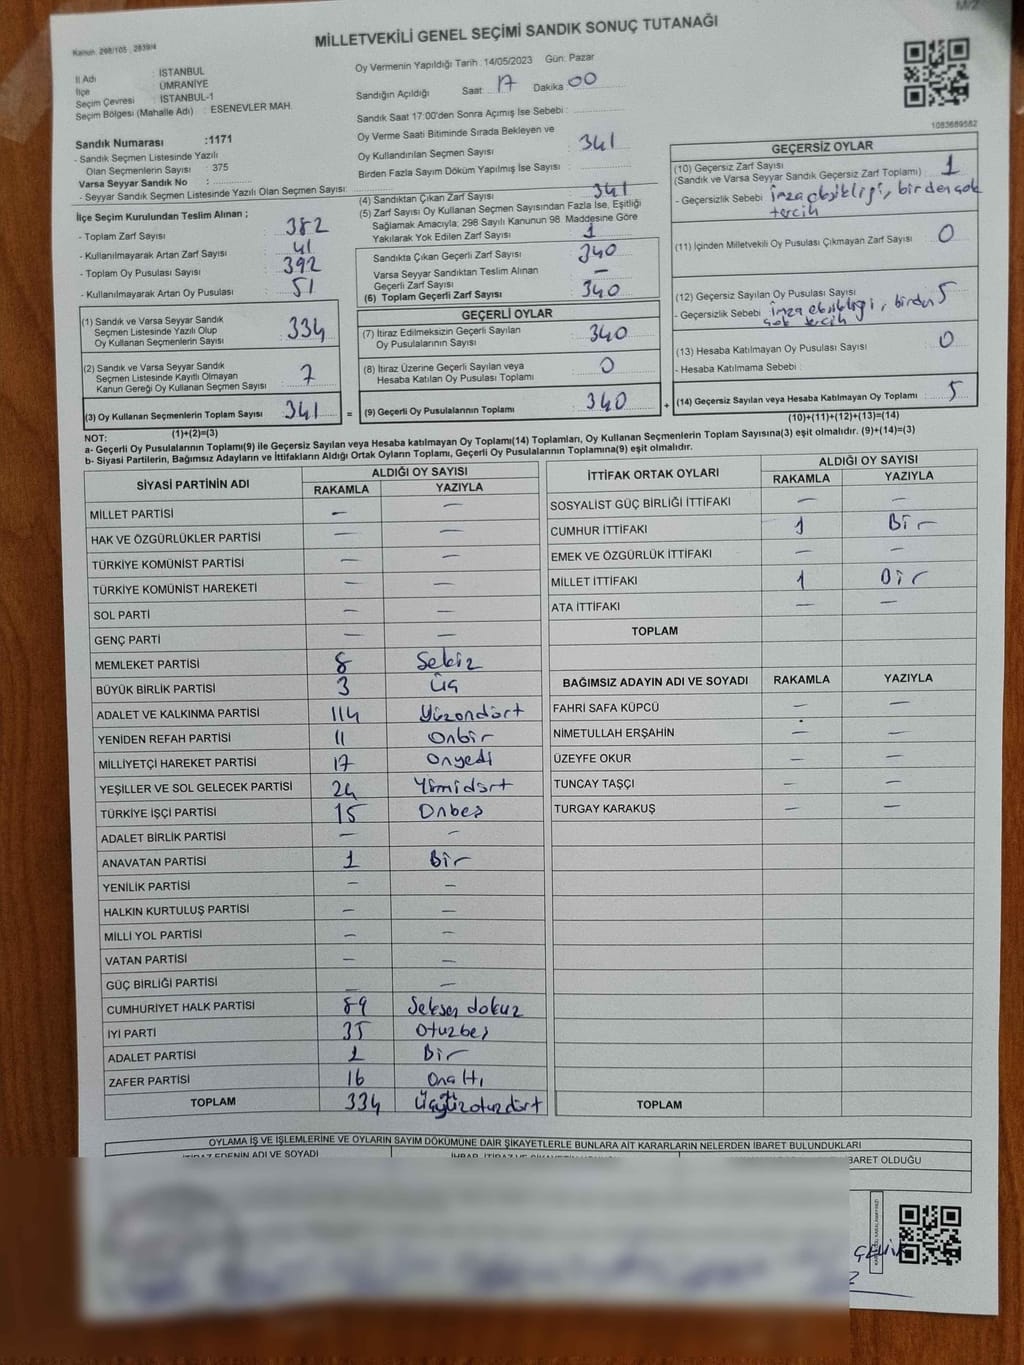 M/2
Kanun: 298/105, 2839/4
MİLLETVEKİLİ GENEL SEÇİMİ SANDIK SONUÇ TUTANAĞI
İl Adı : İSTANBUL
İlçe : ÜMRANİYE
Seçim Çevresi : İSTANBUL-1
Seçim Bölgesi (Mahalle Adı) : ESENEVLER MAH.
Sandık Numarası :1171
- Sandık Seçmen Listesinde Yazılı
Olan Seçmenlerin Sayısı : 375
Varsa Seyyar Sandık No :
- Seyyar Sandık Seçmen Listesinde Yazılı Olan Seçmen Sayısı:
Oy Vermenin Yapıldığı Tarih : 14/05/2023 Gün: Pazar
Sandığın Açıldığı Saat : 17 Dakika : 00
Sandık Saat 17:00'den Sonra Açımış İse Sebebi :
Oy Verme Saati Bitiminde Sırada Bekleyen ve
Oy Kullandırılan Seçmen Sayısı : 341
Birden Fazla Sayım Döküm Yapılmış İse Sayısı :
1083689582
İlçe Seçim Kurulundan Teslim Alınan ;
- Toplam Zarf Sayısı : 382
- Kullanılmayarak Artan Zarf Sayısı : 41
- Toplam Oy Pusulası Sayısı : 392
- Kullanılmayarak Artan Oy Pusulası : 51
(1) Sandık ve Varsa Seyyar Sandık
Seçmen Listesinde Yazılı Olup
Oy Kullanan Seçmenlerin Sayısı : 334
(2) Sandık ve Varsa Seyyar Sandık
Seçmen Listesinde Kayıtlı Olmayan
Kanun Gereği Oy Kullanan Seçmen Sayısı : 7
(3) Oy Kullanan Seçmenlerin Toplam Sayısı : 341 =
(1)+(2)=(3)
(4) Sandıktan Çıkan Zarf Sayısı : 341
(5) Zarf Sayısı Oy Kullanan Seçmen Sayısından Fazla İse, Eşitliği
Sağlamak Amacıyla; 298 Sayılı Kanunun 98. Maddesine Göre
Yakılarak Yok Edilen Zarf Sayısı : 1
Sandıkta Çıkan Geçerli Zarf Sayısı : 340
Varsa Seyyar Sandıktan Teslim Alınan
Geçerli Zarf Sayısı : —
(6) Toplam Geçerli Zarf Sayısı : 340
GEÇERLİ OYLAR
(7) İtiraz Edilmeksizin Geçerli Sayılan
Oy Pusulalarının Sayısı : 340
(8) İtiraz Üzerine Geçerli Sayılan veya
Hesaba Katılan Oy Pusulası Toplamı : 0
(9) Geçerli Oy Pusulalarının Toplamı : 340 +
GEÇERSİZ OYLAR
(10) Geçersiz Zarf Sayısı
(Sandık ve Varsa Seyyar Sandık Geçersiz Zarf Toplamı) : 1
- Geçersizlik Sebebi : imza eksikligi, birden çok
tercih
(11) İçinden Milletvekili Oy Pusulası Çıkmayan Zarf Sayısı : 0
(12) Geçersiz Sayılan Oy Pusulası Sayısı : 5
- Geçersizlik Sebebi : imza eksikligi, birden
çok tercih
(13) Hesaba Katılmayan Oy Pusulası Sayısı : 0
- Hesaba Katılmama Sebebi :
(14) Geçersiz Sayılan veya Hesaba Katılmayan Oy Toplamı : 5
(10)+(11)+(12)+(13)=(14)
NOT:
a- Geçerli Oy Pusulalarının Toplamı(9) ile Geçersiz Sayılan veya Hesaba katılmayan Oy Toplamı(14) Toplamları, Oy Kullanan Seçmenlerin Toplam Sayısına(3) eşit olmalıdır. (9)+(14)=(3)
b- Siyasi Partilerin, Bağımsız Adayların ve İttifakların Aldığı Ortak Oyların Toplamı, Geçerli Oy Pusulalarının Toplamına(9) eşit olmalıdır.
SİYASİ PARTİNİN ADI ALDIĞI OY SAYISI
RAKAMLA YAZIYLA
MİLLET PARTİSİ — —
HAK VE ÖZGÜRLÜKLER PARTİSİ — —
TÜRKİYE KOMÜNİST PARTİSİ — —
TÜRKİYE KOMÜNİST HAREKETİ — —
SOL PARTİ — —
GENÇ PARTİ — —
MEMLEKET PARTİSİ 8 Sekiz
BÜYÜK BİRLİK PARTİSİ 3 Üç
ADALET VE KALKINMA PARTİSİ 114 Yüzondört
YENİDEN REFAH PARTİSİ 11 Onbir
MİLLİYETÇİ HAREKET PARTİSİ 17 Onyedi
YEŞİLLER VE SOL GELECEK PARTİSİ 24 Yirmidört
TÜRKİYE İŞÇİ PARTİSİ 15 Onbeş
ADALET BİRLİK PARTİSİ — —
ANAVATAN PARTİSİ 1 Bir
YENİLİK PARTİSİ — —
HALKIN KURTULUŞ PARTİSİ — —
MİLLİ YOL PARTİSİ — —
VATAN PARTİSİ — —
GÜÇ BİRLİĞİ PARTİSİ — —
CUMHURİYET HALK PARTİSİ 89 Seksen dokuz
İYİ PARTİ 35 Otuzbeş
ADALET PARTİSİ 1 Bir
ZAFER PARTİSİ 16 Onaltı
TOPLAM 334 Üçyüzotuzdört
İTTİFAK ORTAK OYLARI ALDIĞI OY SAYISI
RAKAMLA YAZIYLA
SOSYALİST GÜÇ BİRLİĞİ İTTİFAKI — —
CUMHUR İTTİFAKI 1 Bir
EMEK VE ÖZGÜRLÜK İTTİFAKI — —
MİLLET İTTİFAKI 1 Bir
ATA İTTİFAKI — —
TOPLAM
BAĞIMSIZ ADAYIN ADI VE SOYADI RAKAMLA YAZIYLA
FAHRİ SAFA KÜPCÜ — —
NİMETULLAH ERŞAHİN — —
ÜZEYFE OKUR — —
TUNCAY TAŞÇI — —
TURGAY KARAKUŞ — —
TOPLAM
OYLAMA İŞ VE İŞLEMLERİNE VE OYLARIN SAYIM DÖKÜMÜNE DAİR ŞİKAYETLERLE BUNLARA AİT KARARLARIN NELERDEN İBARET BULUNDUKLARI
İTİRAZ EDENİN ADI VE SOYADI
BARET OLDUĞU